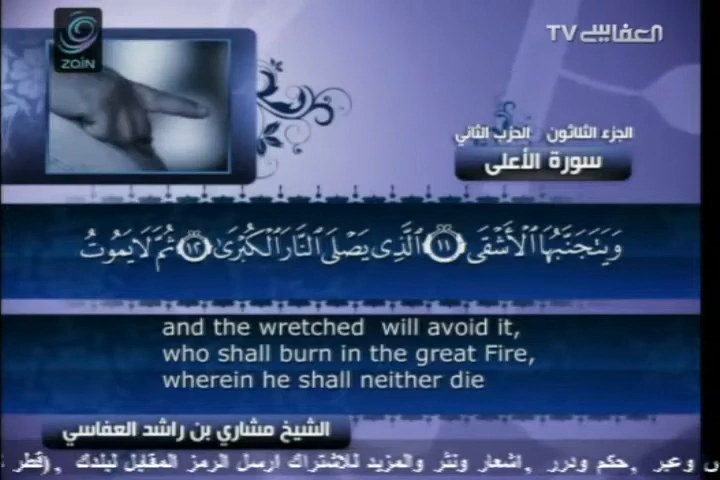 ZAIN
العفاسي TV
الجزء الثلاثون الحزب الثاني
سورة الأعلى
وَيَتَجَنَّبُهَا ٱلْأَشْقَى ١١ ٱلَّذِى يَصْلَى ٱلنَّارَ ٱلْكُبْرَىٰ ١٢ ثُمَّ لَا يَمُوتُ
and the wretched will avoid it,
who shall burn in the great Fire,
wherein he shall neither die
الشيخ مشاري بن راشد العفاسي
وعبر ,حكم ودرر ,اشعار ونثر والمزيد للاشتراك ارسل الرمز المقابل لبلدك ,(قطر